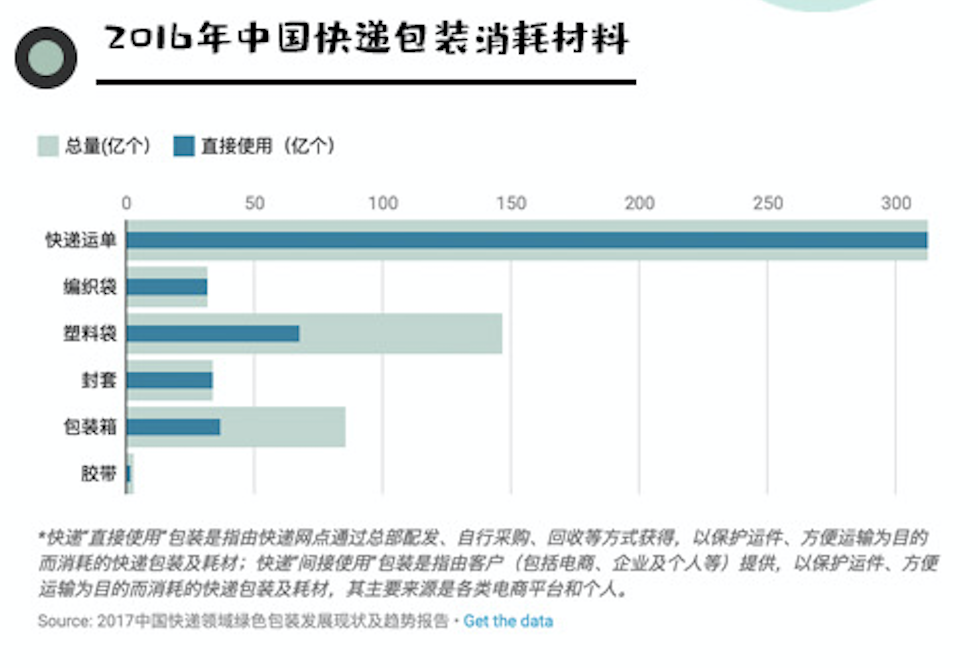 2016年中国快递包装消耗材料
总量(亿个） 直接使用（亿个）
0 50 100 150 200 250 300
快递运单
编织袋
塑料袋
封套
包装箱
胶带
*快递"直接使用"包装是指由快递网点通过总部配发、自行采购、回收等方式获得，以保护运件、方便运输为目的
而消耗的快递包装及耗材；快递"间接使用"包装是指由客户（包括电商、企业及个人等）提供，以保护运件、方便
运输为目的而消耗的快递包装及耗材，其主要来源是各类电商平台和个人。
Source: 2017中国快递领域绿色包装发展现状及趋势报告 • Get the data